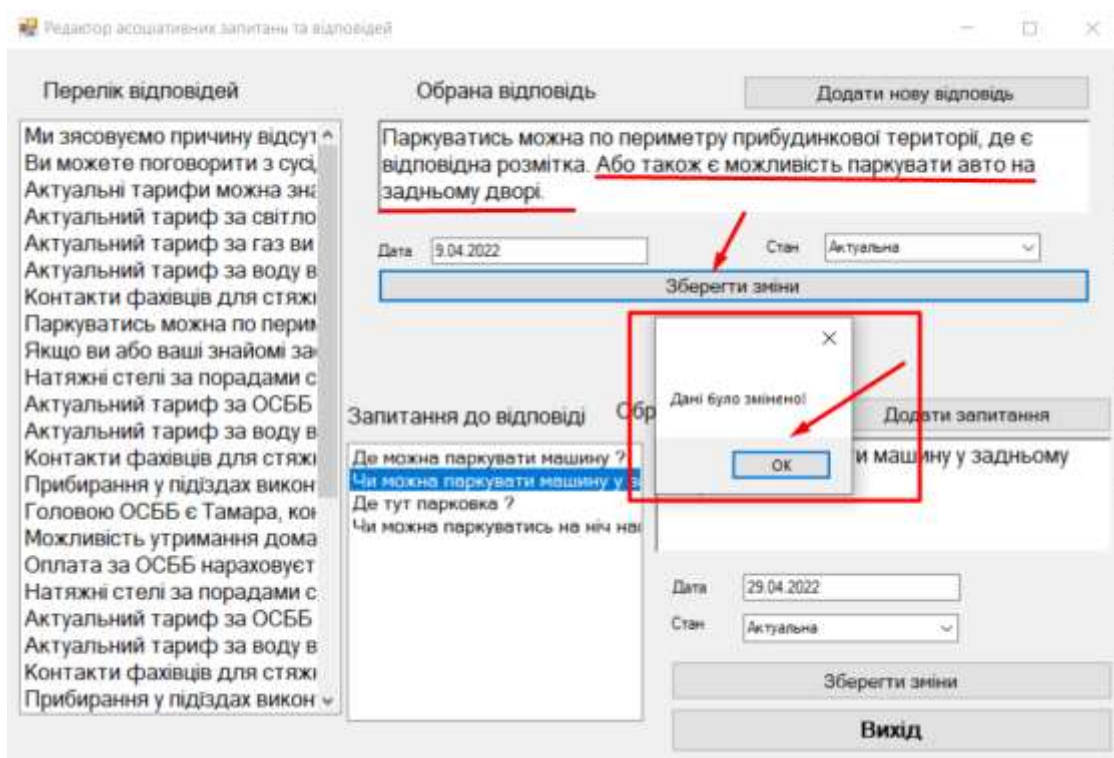 Редактор асоціативних запитань та відповідей
Перелік відповідей
Обрана відповідь
Додати нову відповідь
Ми зясовуємо причину відсут
Ви можете поговорити з сусід
Актуальні тарифи можна зна
Актуальний тариф за світло
Актуальний тариф за газ ви
Актуальний тариф за воду в
Контакти фахівців для стяжк
Паркуватись можна по перим
Якщо ви або ваші знайомі за
Натяжні стелі за порадами с
Актуальний тариф за ОСББ
Актуальний тариф за воду в
Контакти фахівців для стяжк
Прибирання у підїздах викон
Головою ОСББ є Тамара, кон
Можливість утримання дома
Оплата за ОСББ нараховуєт
Натяжні стелі за порадами с
Актуальний тариф за ОСББ
Актуальний тариф за воду в
Контакти фахівців для стяжк
Прибирання у підїздах викон
Паркуватись можна по периметру прибудинкової території, де є
відповідна розмітка. Або також є можливість паркувати авто на
задньому дворі.
Дата 9.04.2022 Стан Актуальна
Зберегти зміни
Дані було змінено!
OK
Запитання до відповіді
Обр
Додати запитання
Де можна паркувати машину ?
Чи можна паркувати машину у за
Де тут парковка ?
Чи можна паркуватись на ніч на
и машину у задньому
Дата 29.04.2022
Стан Актуальна
Зберегти зміни
Вихід